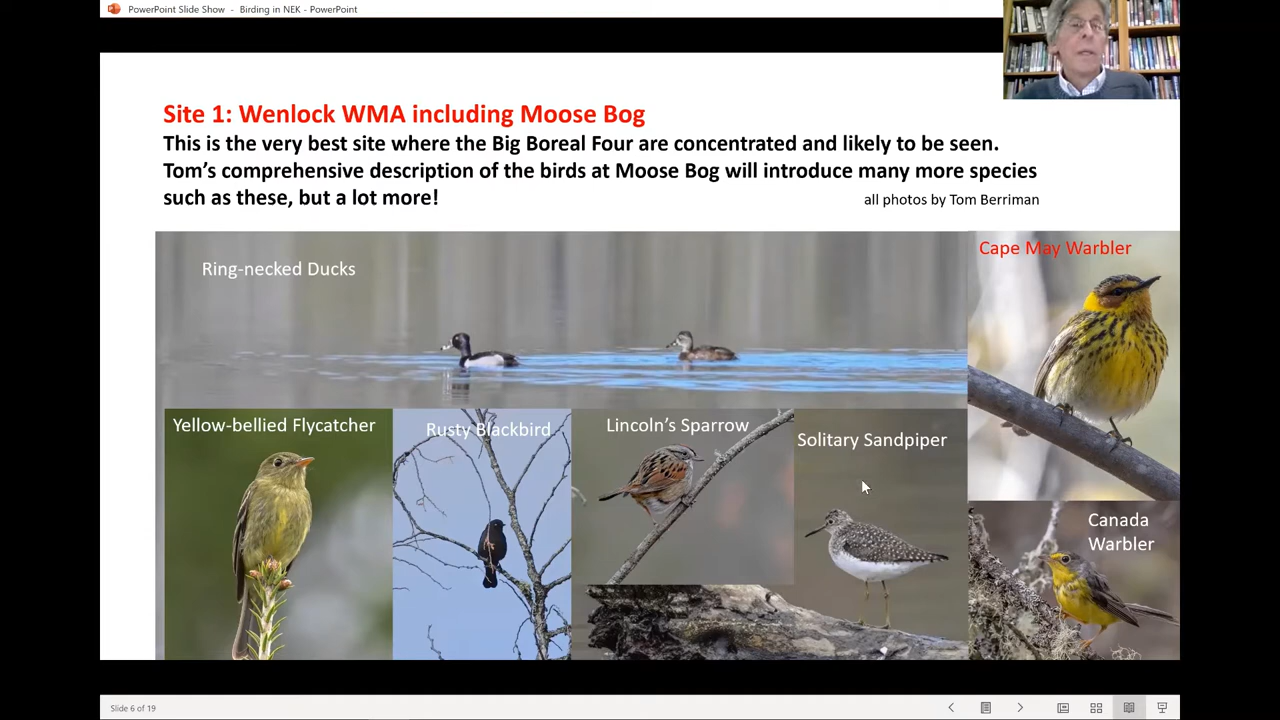 PowerPoint Slide Show - Birding in NEK - PowerPoint
Site 1: Wenlock WMA including Moose Bog
This is the very best site where the Big Boreal Four are concentrated and likely to be seen.
Tom's comprehensive description of the birds at Moose Bog will introduce many more species
such as these, but a lot more!
all photos by Tom Berriman
Ring-necked Ducks
Cape May Warbler
Yellow-bellied Flycatcher
Rusty Blackbird
Lincoln's Sparrow
Solitary Sandpiper
Canada
Warbler
Slide 6 of 19